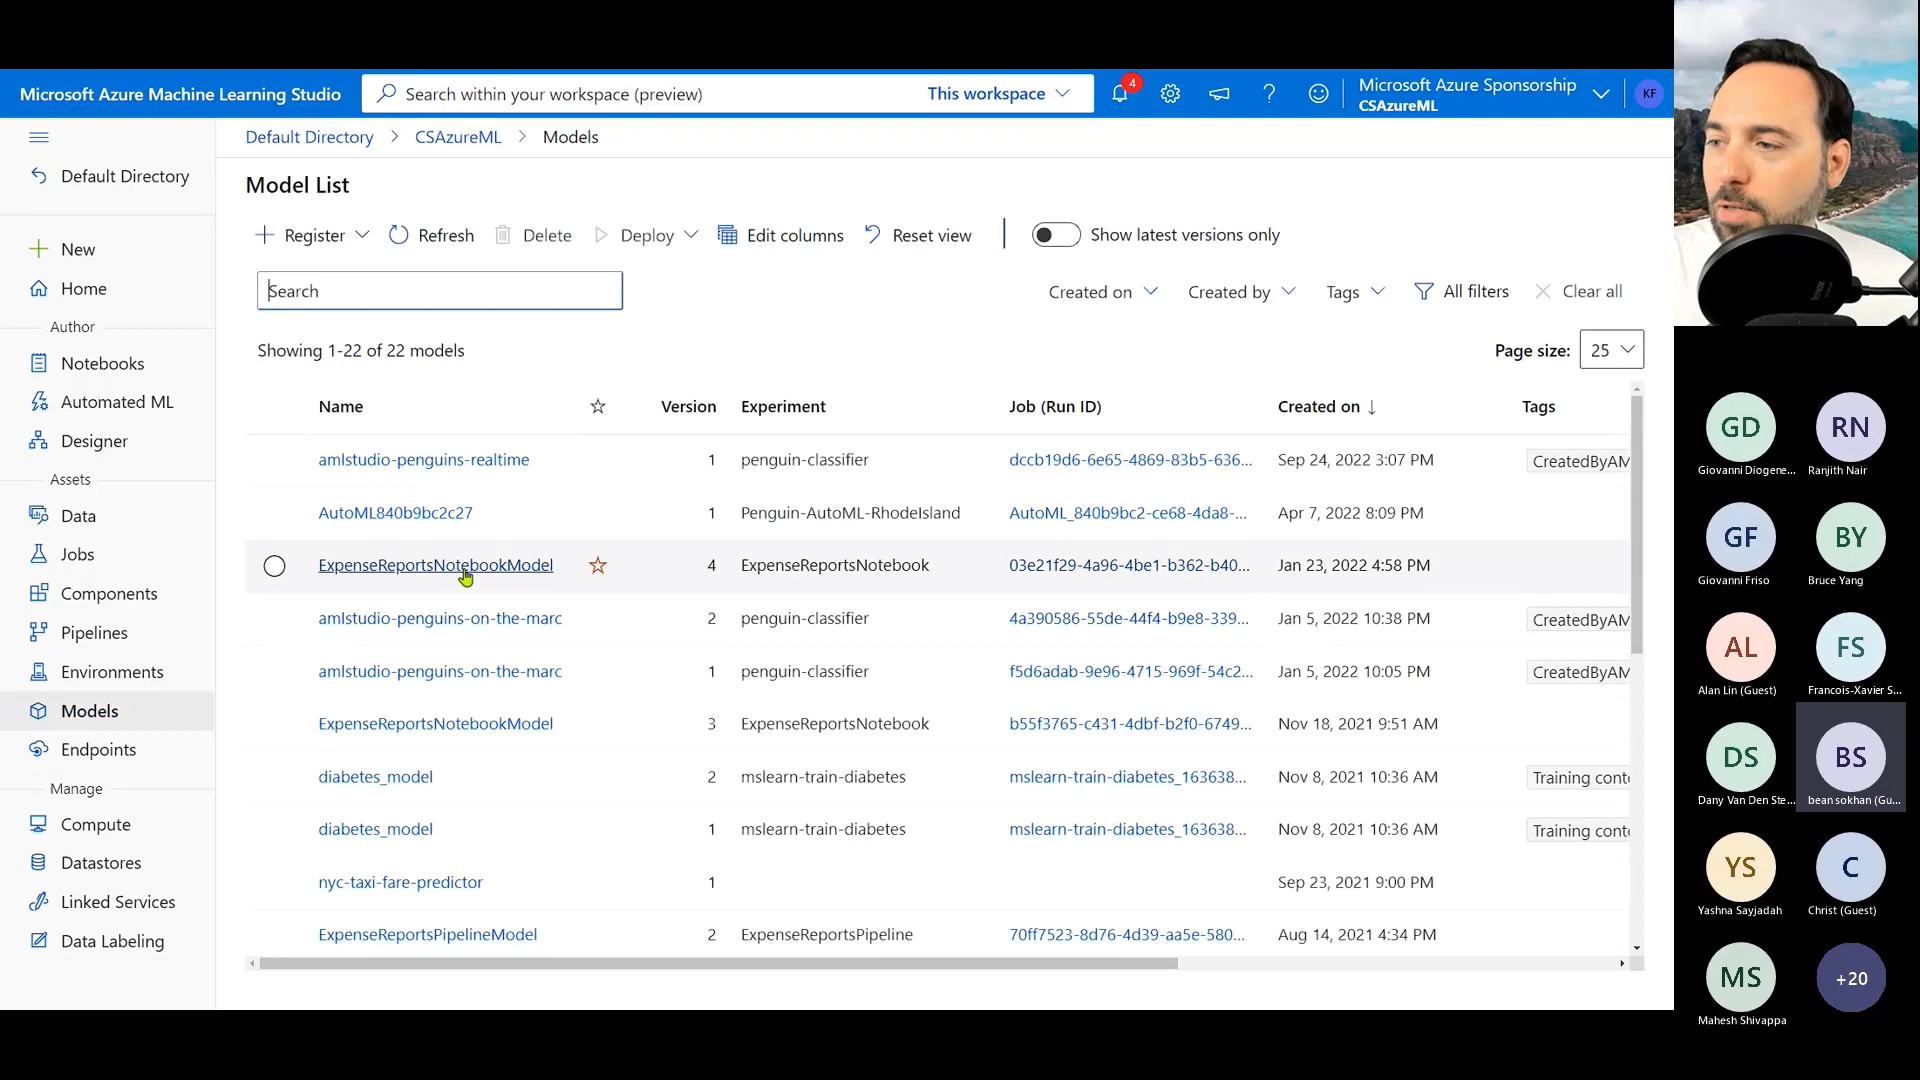 Microsoft Azure Machine Learning Studio
Search within your workspace (preview)
This workspace
4
Microsoft Azure Sponsorship
CSAzureML
KF
Default Directory
New
Home
Author
Notebooks
Automated ML
Designer
Assets
Data
Jobs
Components
Pipelines
Environments
Models
Endpoints
Manage
Compute
Datastores
Linked Services
Data Labeling
Default Directory > CSAzureML > Models
Model List
Register Refresh Delete Deploy Edit columns Reset view Show latest versions only
Search
Created on Created by Tags All filters Clear all
Showing 1-22 of 22 models
Page size: 25
Name Version Experiment Job (Run ID) Created on ↓ Tags
amlstudio-penguins-realtime 1 penguin-classifier dccb19d6-6e65-4869-83b5-636... Sep 24, 2022 3:07 PM CreatedByAM
AutoML840b9bc2c27 1 Penguin-AutoML-RhodeIsland AutoML_840b9bc2-ce68-4da8-... Apr 7, 2022 8:09 PM
ExpenseReportsNotebookModel 4 ExpenseReportsNotebook 03e21f29-4a96-4be1-b362-b40... Jan 23, 2022 4:58 PM
amlstudio-penguins-on-the-marc 2 penguin-classifier 4a390586-55de-44f4-b9e8-339... Jan 5, 2022 10:38 PM CreatedByAM
amlstudio-penguins-on-the-marc 1 penguin-classifier f5d6adab-9e96-4715-969f-54c2... Jan 5, 2022 10:05 PM CreatedByAM
ExpenseReportsNotebookModel 3 ExpenseReportsNotebook b55f3765-c431-4dbf-b2f0-6749... Nov 18, 2021 9:51 AM
diabetes_model 2 mslearn-train-diabetes mslearn-train-diabetes_163638... Nov 8, 2021 10:36 AM Training conte
diabetes_model 1 mslearn-train-diabetes mslearn-train-diabetes_163638... Nov 8, 2021 10:36 AM Training conte
nyc-taxi-fare-predictor 1 Sep 23, 2021 9:00 PM
ExpenseReportsPipelineModel 2 ExpenseReportsPipeline 70ff7523-8d76-4d39-aa5e-580... Aug 14, 2021 4:34 PM
GD RN
Giovanni Diogene... Ranjith Nair
GF BY
Giovanni Friso Bruce Yang
AL FS
Alan Lin (Guest) Francois-Xavier S...
DS BS
Dany Van Den Ste... bean sokhan (Gu...
YS C
Yashna Sayjadah Christ (Guest)
MS +20
Mahesh Shivappa